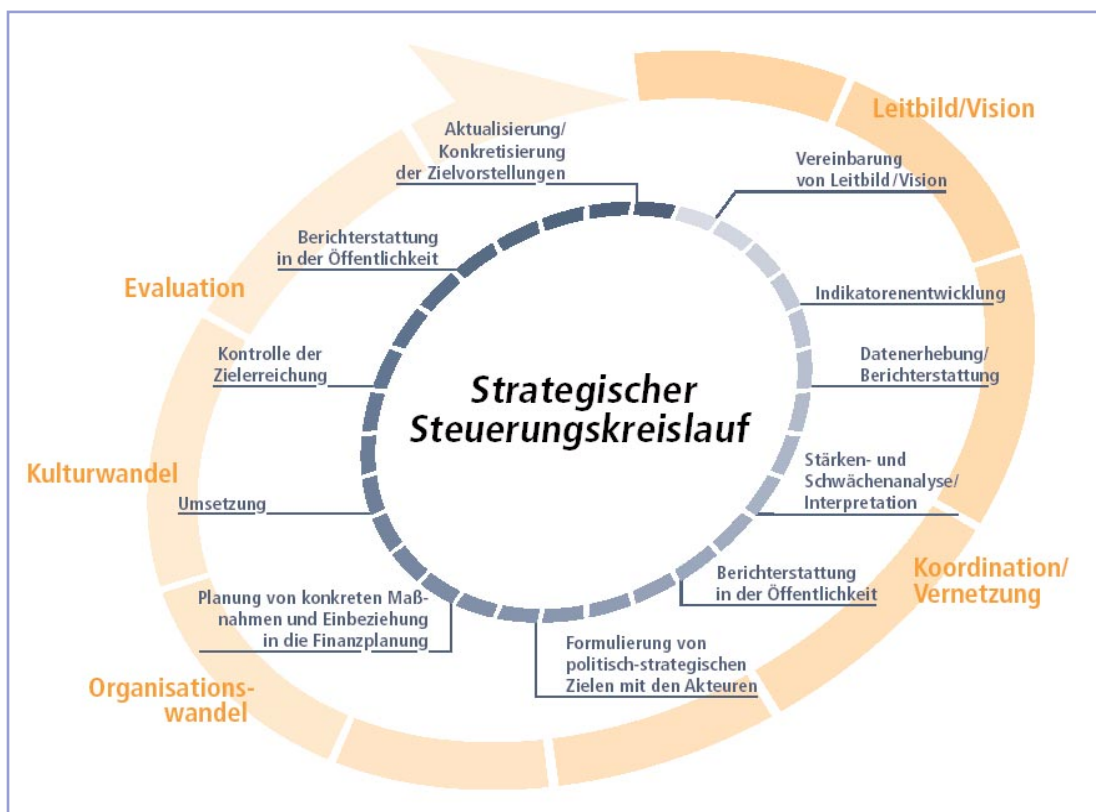 Leitbild/Vision
Vereinbarung
von Leitbild/Vision
Indikatorenentwicklung
Datenerhebung/
Berichterstattung
Stärken- und
Schwächenanalyse/
Interpretation
Koordination/
Vernetzung
Berichterstattung
in der Öffentlichkeit
Formulierung von
politisch-strategischen
Zielen mit den Akteuren
Planung von konkreten Maß-
nahmen und Einbeziehung
in die Finanzplanung
Organisations-
wandel
Umsetzung
Kulturwandel
Kontrolle der
Zielerreichung
Evaluation
Berichterstattung
in der Öffentlichkeit
Aktualisierung/
Konkretisierung
der Zielvorstellungen
Strategischer
Steuerungskreislauf